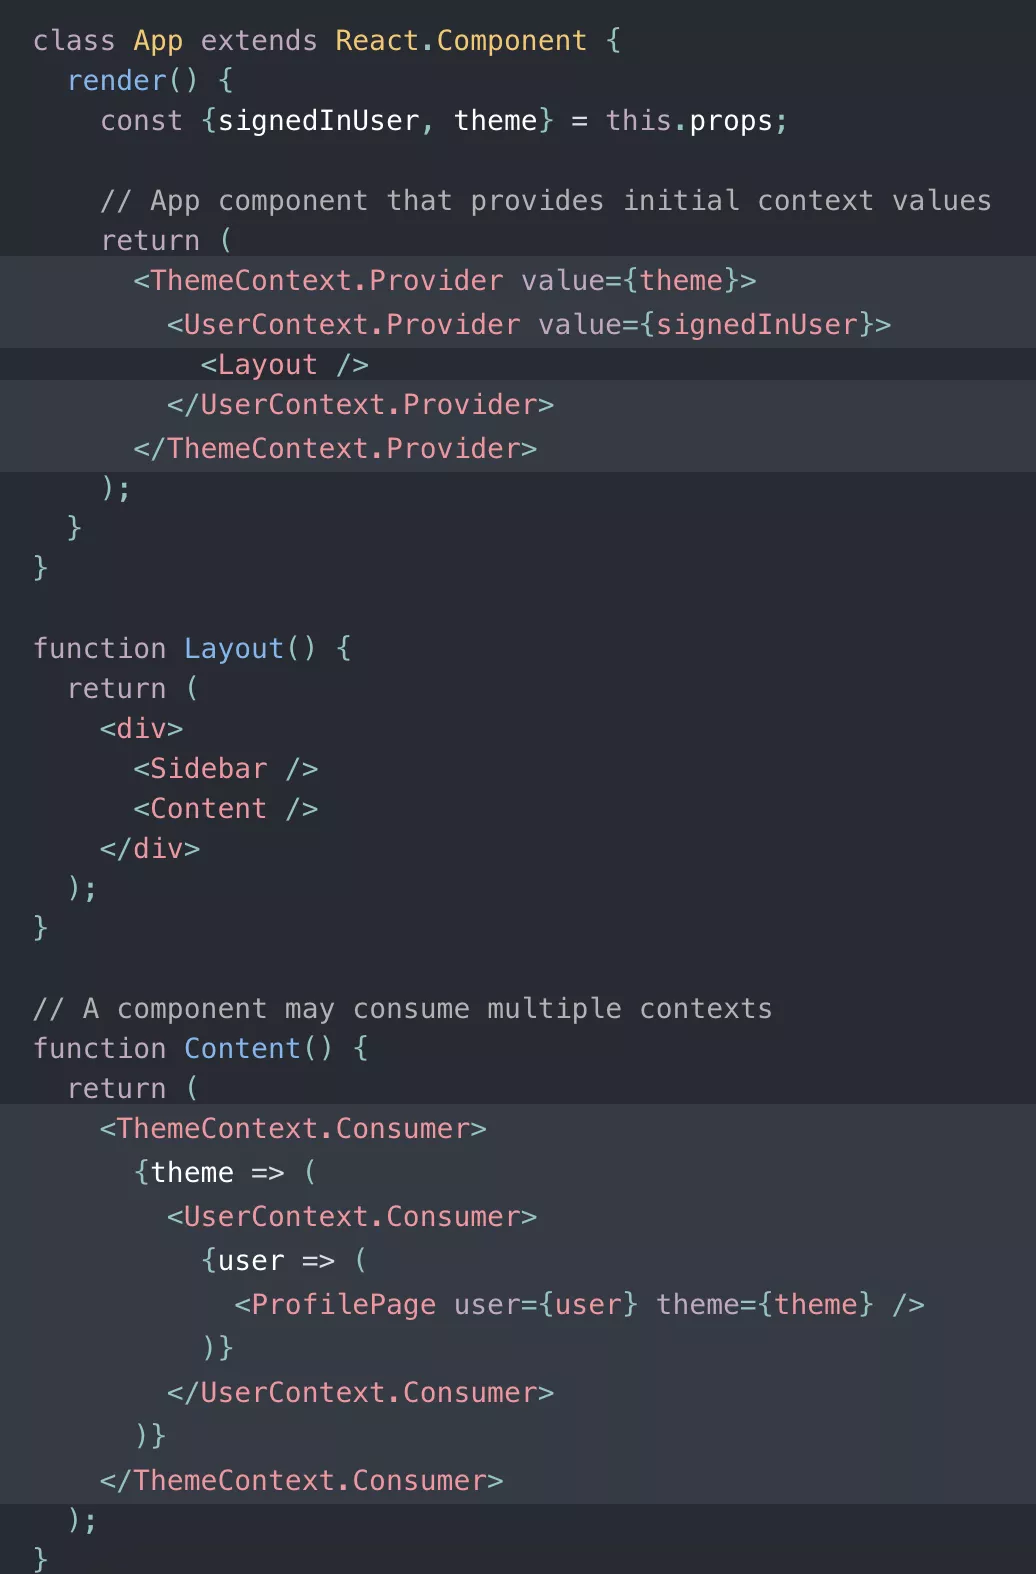 class App extends React.Component {
  render() {
    const {signedInUser, theme} = this.props;

    // App component that provides initial context values
    return (
      <ThemeContext.Provider value={theme}>
        <UserContext.Provider value={signedInUser}>
          <Layout />
        </UserContext.Provider>
      </ThemeContext.Provider>
    );
  }
}

function Layout() {
  return (
    <div>
      <Sidebar />
      <Content />
    </div>
  );
}

// A component may consume multiple contexts
function Content() {
  return (
    <ThemeContext.Consumer>
      {theme => (
        <UserContext.Consumer>
          {user => (
            <ProfilePage user={user} theme={theme} />
          )}
        </UserContext.Consumer>
      )}
    </ThemeContext.Consumer>
  );
}